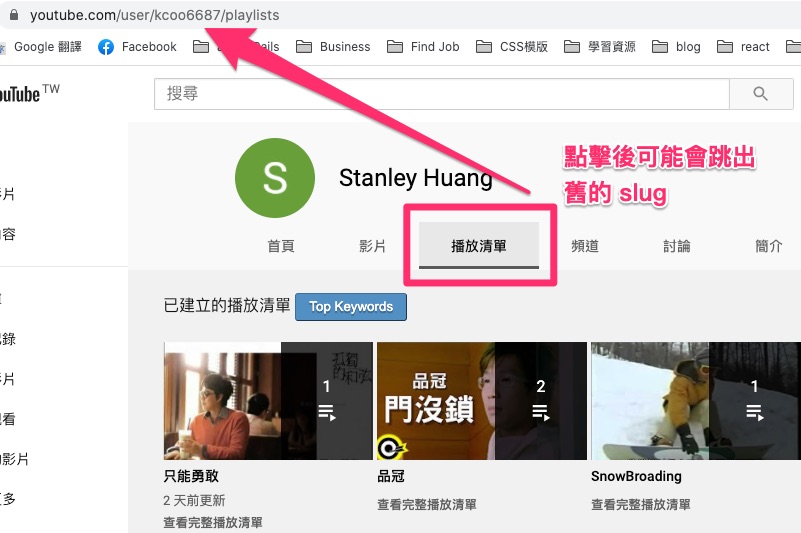 youtube.com/user/kcoo6687/playlists
Google 翻譯 Facebook Business Find Job CSS模版 學習資源 blog react
ouTube TW
搜尋
點擊後可能會跳出
舊的 slug
S
Stanley Huang
片
容
首頁 影片 播放清單 頻道 討論 簡介
已建立的播放清單 Top Keywords
錄
片
看
影片
多
1
品冠
門沒鎖
2
1
只能勇敢
2 天前更新
查看完整播放清單
品冠
查看完整播放清單
SnowBroading
查看完整播放清單